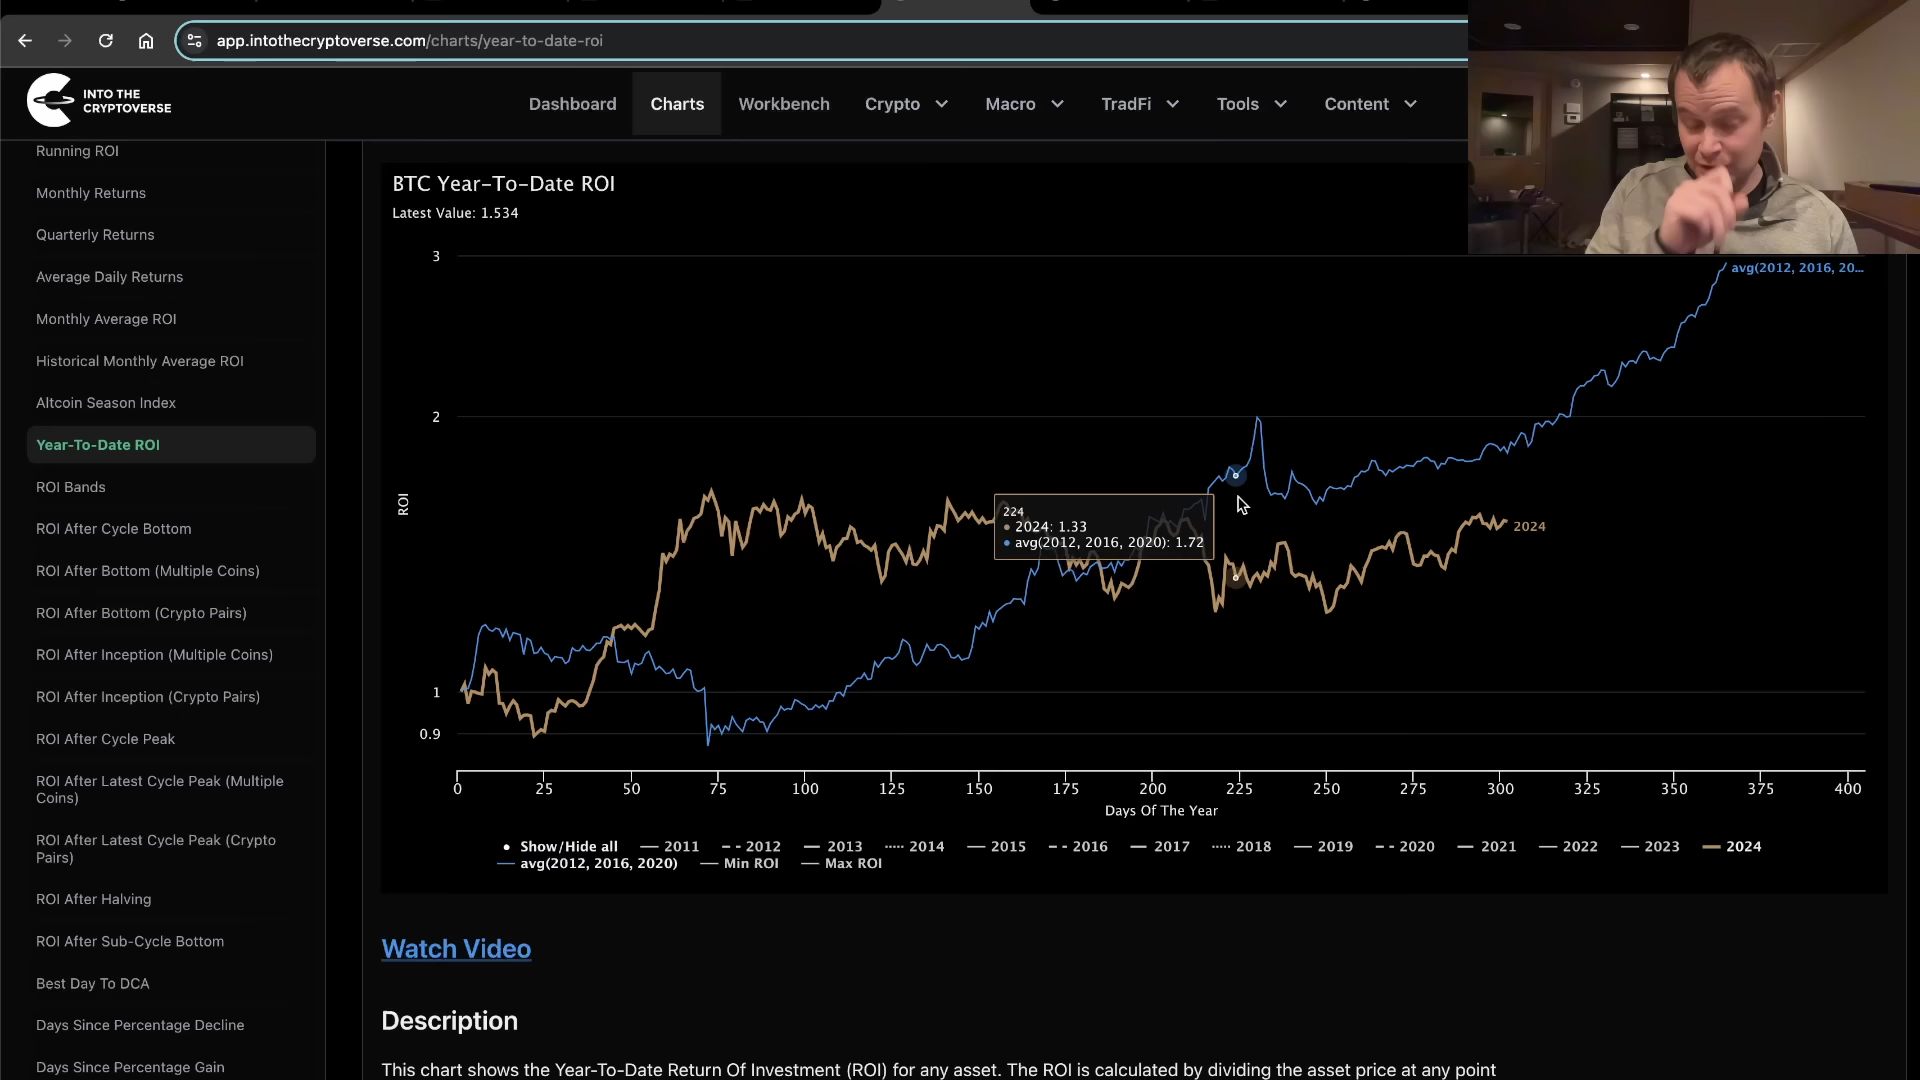 app.intothecryptoverse.com/charts/year-to-date-roi
INTO THE
CRYPTOVERSE
Dashboard
Charts
Workbench
Crypto
Macro
TradFi
Tools
Content
Running ROI
Monthly Returns
Quarterly Returns
Average Daily Returns
Monthly Average ROI
Historical Monthly Average ROI
Altcoin Season Index
Year-To-Date ROI
ROI Bands
ROI After Cycle Bottom
ROI After Bottom (Multiple Coins)
ROI After Bottom (Crypto Pairs)
ROI After Inception (Multiple Coins)
ROI After Inception (Crypto Pairs)
ROI After Cycle Peak
ROI After Latest Cycle Peak (Multiple
Coins)
ROI After Latest Cycle Peak (Crypto
Pairs)
ROI After Halving
ROI After Sub-Cycle Bottom
Best Day To DCA
Days Since Percentage Decline
Days Since Percentage Gain
BTC Year-To-Date ROI
Latest Value: 1.534
3
2
1
0.9
ROI
avg(2012, 2016, 20...
224
2024: 1.33
avg(2012, 2016, 2020): 1.72
2024
0 25 50 75 100 125 150 175 200 225 250 275 300 325 350 375 400
Days Of The Year
Show/Hide all 2011 2012 2013 2014 2015 2016 2017 2018 2019 2020 2021 2022 2023 2024
avg(2012, 2016, 2020) Min ROI Max ROI
Watch Video
Description
This chart shows the Year-To-Date Return Of Investment (ROI) for any asset. The ROI is calculated by dividing the asset price at any point